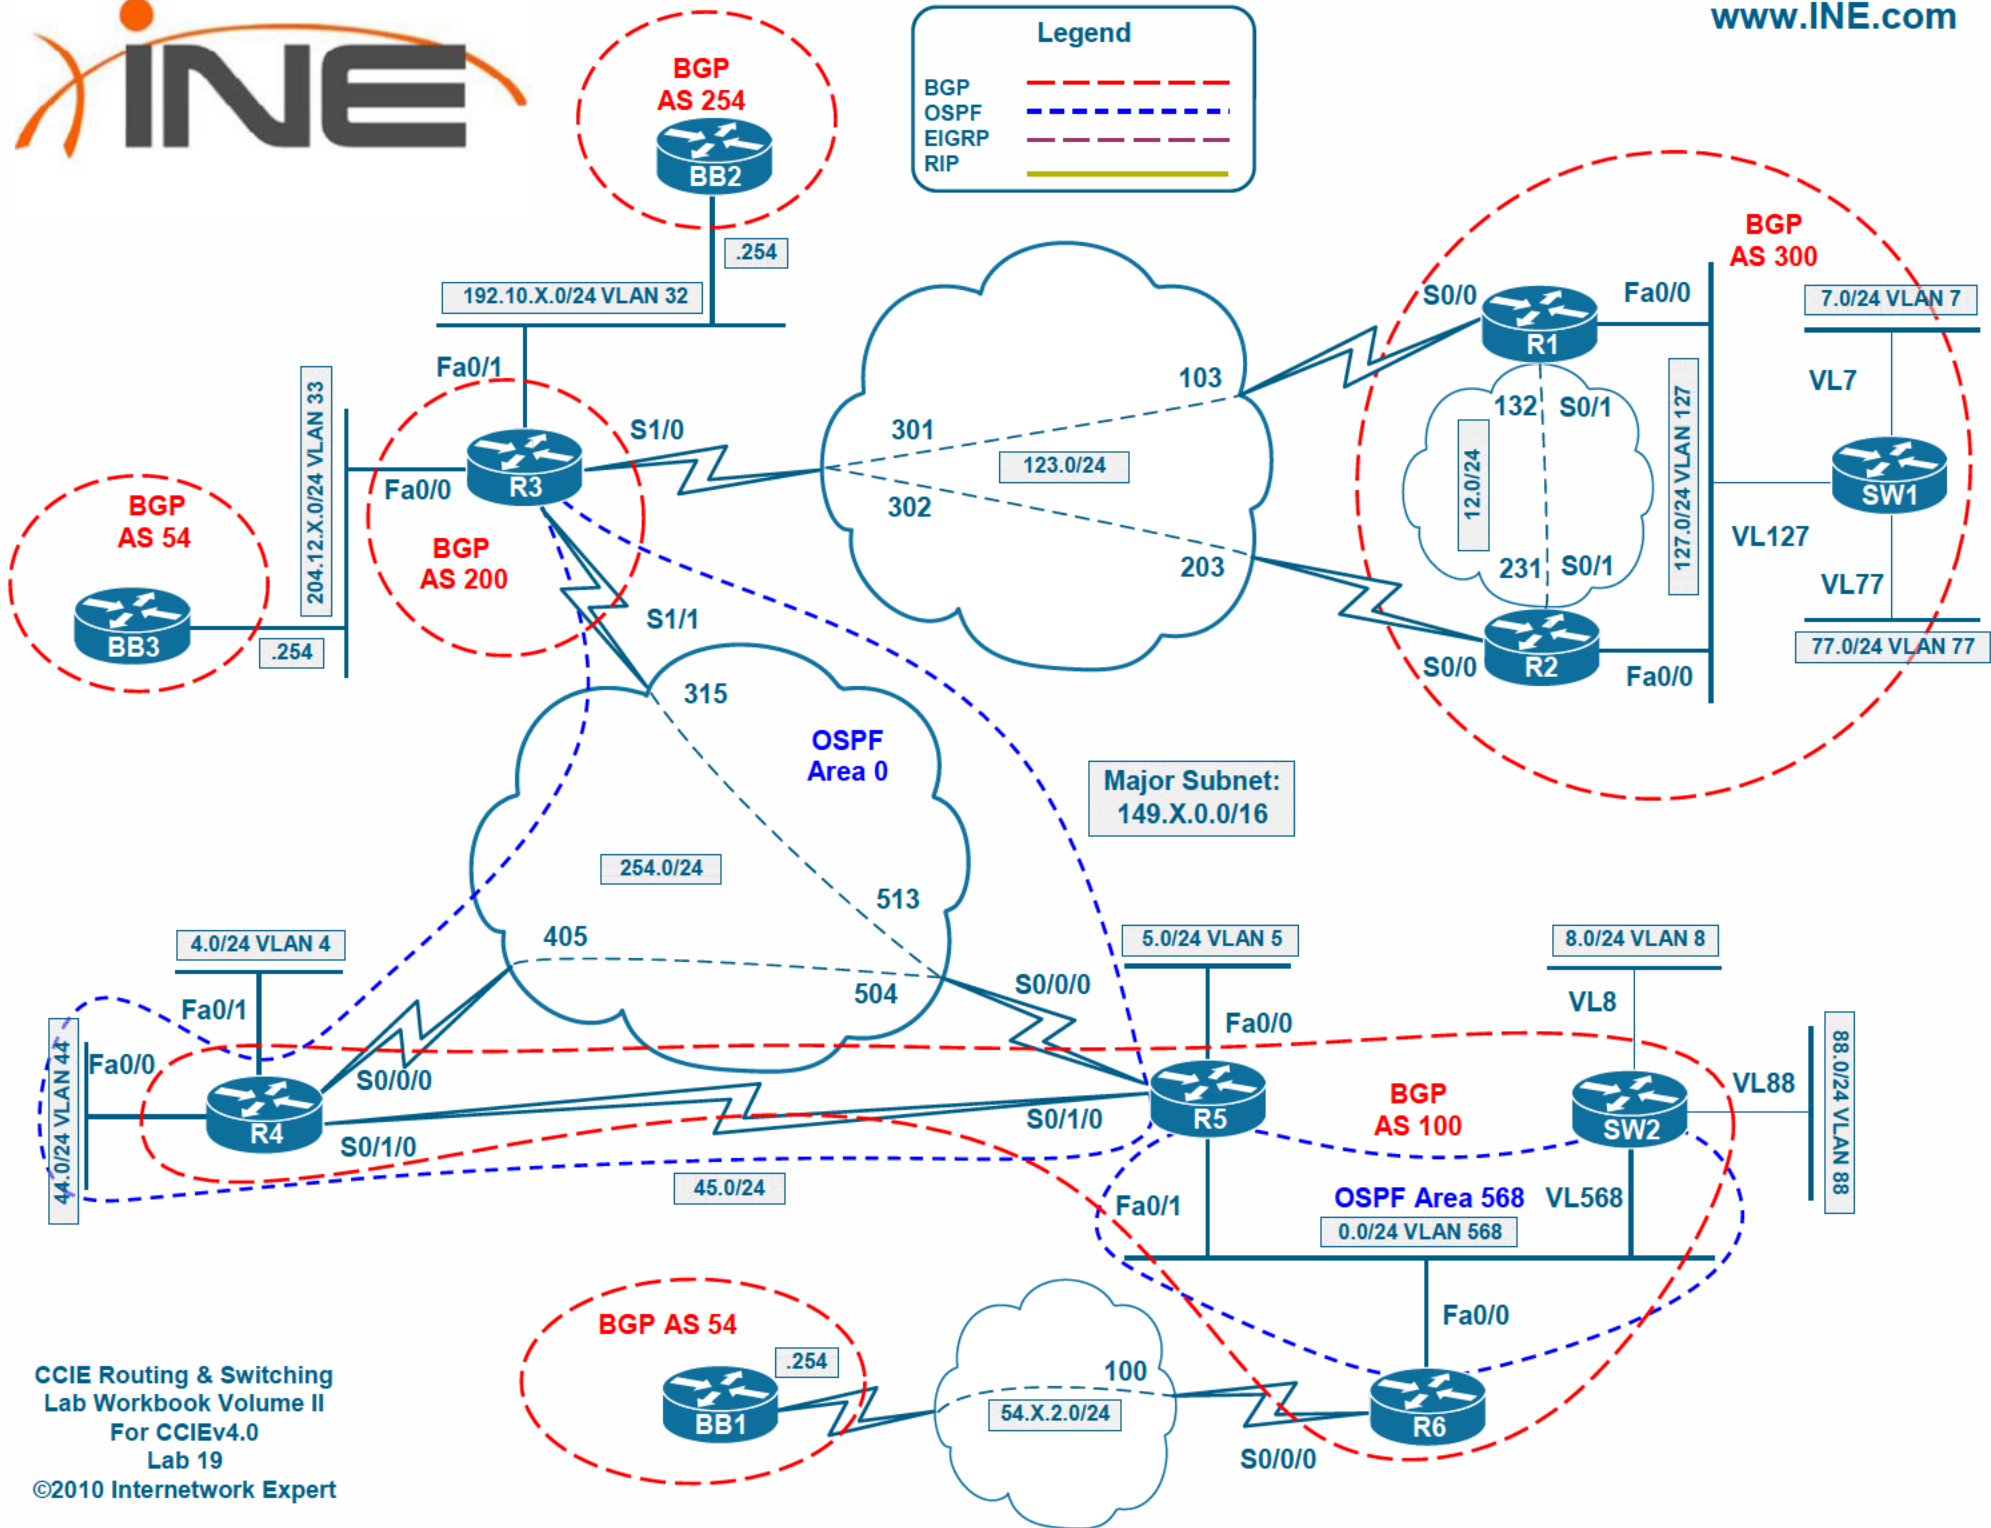 iNE
www.INE.com
Legend
BGP
OSPF
EIGRP
RIP
BGP
AS 254
BB2
.254
192.10.X.0/24 VLAN 32
Fa0/1
204.12.X.0/24 VLAN 33
Fa0/0
R3
S1/0
BGP
AS 200
S1/1
BGP
AS 54
BB3
.254
301
302
123.0/24
103
203
BGP
AS 300
S0/0
R1
Fa0/0
132
S0/1
12.0/24
231
S0/1
S0/0
R2
Fa0/0
127.0/24 VLAN 127
VL127
7.0/24 VLAN 7
VL7
SW1
VL77
77.0/24 VLAN 77
315
OSPF
Area 0
254.0/24
513
405
504
Major Subnet:
149.X.0.0/16
4.0/24 VLAN 4
Fa0/1
44.0/24 VLAN 44
Fa0/0
R4
S0/0/0
S0/1/0
45.0/24
S0/0/0
S0/1/0
5.0/24 VLAN 5
Fa0/0
R5
Fa0/1
BGP
AS 100
8.0/24 VLAN 8
VL8
SW2
VL88
88.0/24 VLAN 88
OSPF Area 568
VL568
0.0/24 VLAN 568
Fa0/0
R6
S0/0/0
BGP AS 54
.254
BB1
100
54.X.2.0/24
CCIE Routing & Switching
Lab Workbook Volume II
For CCIEv4.0
Lab 19
©2010 Internetwork Expert